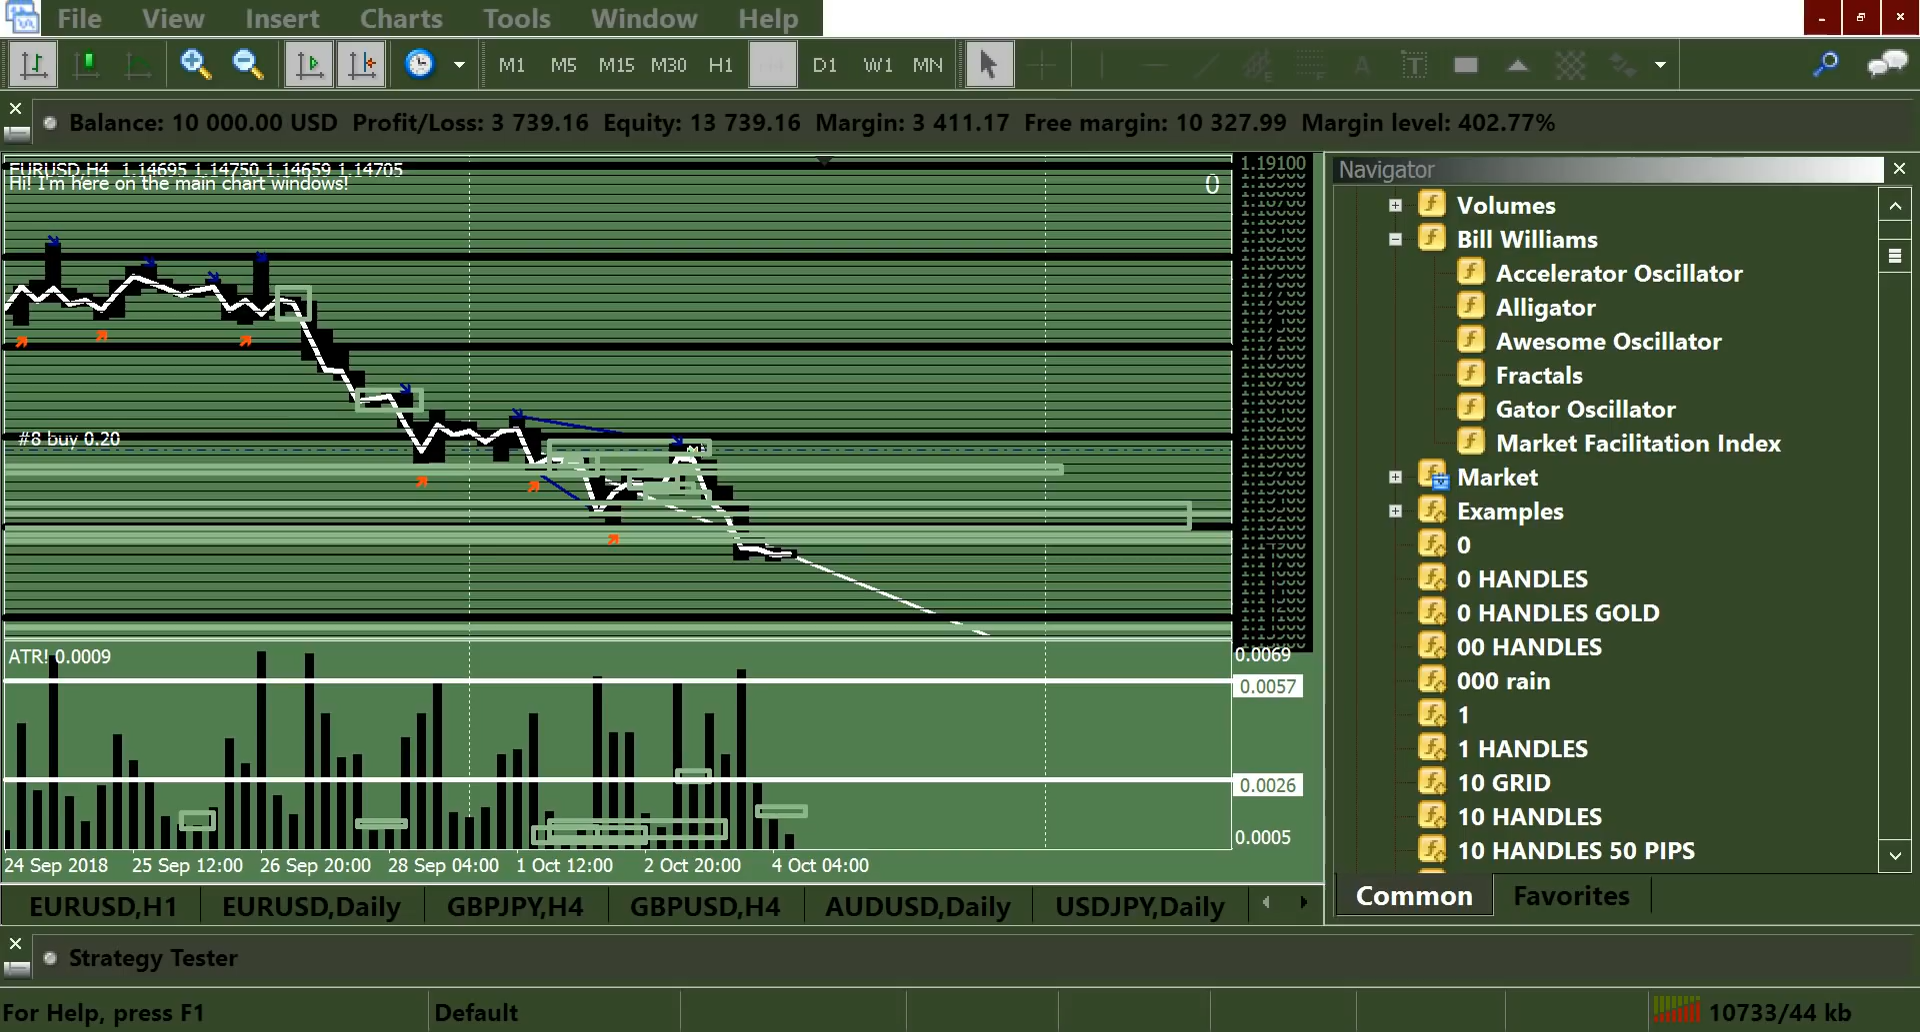 File View Insert Charts Tools Window Help
M1 M5 M15 M30 H1 D1 W1 MN
Balance: 10 000.00 USD Profit/Loss: 3 739.16 Equity: 13 739.16 Margin: 3 411.17 Free margin: 10 327.99 Margin level: 402.77%
EURUSD,H4 1.14695 1.14750 1.14659 1.14705
Hi! I'm here on the main chart windows!
0
#8 buy 0.20
1.19100
ATR! 0.0009
0.0069
0.0057
0.0026
0.0005
24 Sep 2018 25 Sep 12:00 26 Sep 20:00 28 Sep 04:00 1 Oct 12:00 2 Oct 20:00 4 Oct 04:00
EURUSD,H1 EURUSD,Daily GBPJPY,H4 GBPUSD,H4 AUDUSD,Daily USDJPY,Daily
Navigator
Volumes
Bill Williams
Accelerator Oscillator
Alligator
Awesome Oscillator
Fractals
Gator Oscillator
Market Facilitation Index
Market
Examples
0
0 HANDLES
0 HANDLES GOLD
00 HANDLES
000 rain
1
1 HANDLES
10 GRID
10 HANDLES
10 HANDLES 50 PIPS
Common Favorites
Strategy Tester
For Help, press F1 Default 10733/44 kb